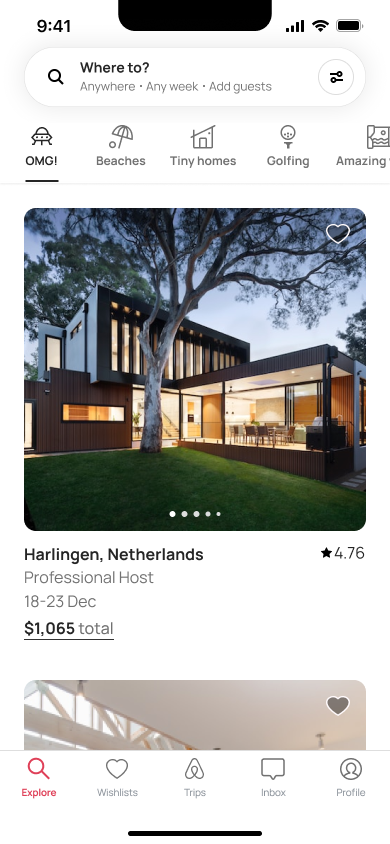 9:41
Where to?
Anywhere • Any week • Add guests
OMG! Beaches Tiny homes Golfing Amazing
Harlingen, Netherlands ★4.76
Professional Host
18-23 Dec
$1,065 total
Explore Wishlists Trips Inbox Profile